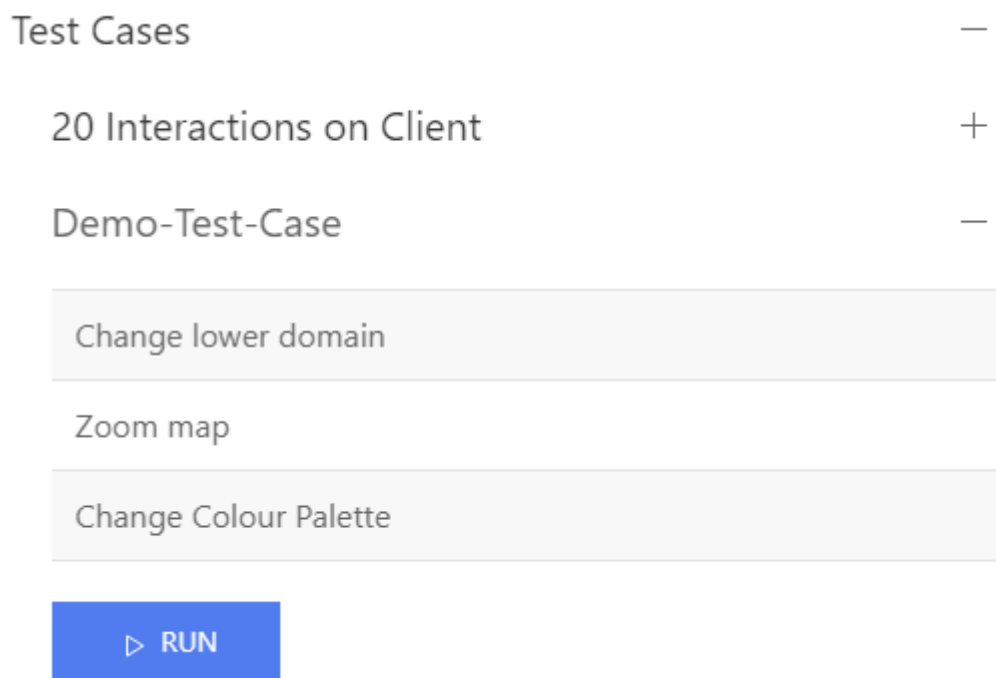 Test Cases
20 Interactions on Client
Demo-Test-Case
Change lower domain
Zoom map
Change Colour Palette
RUN